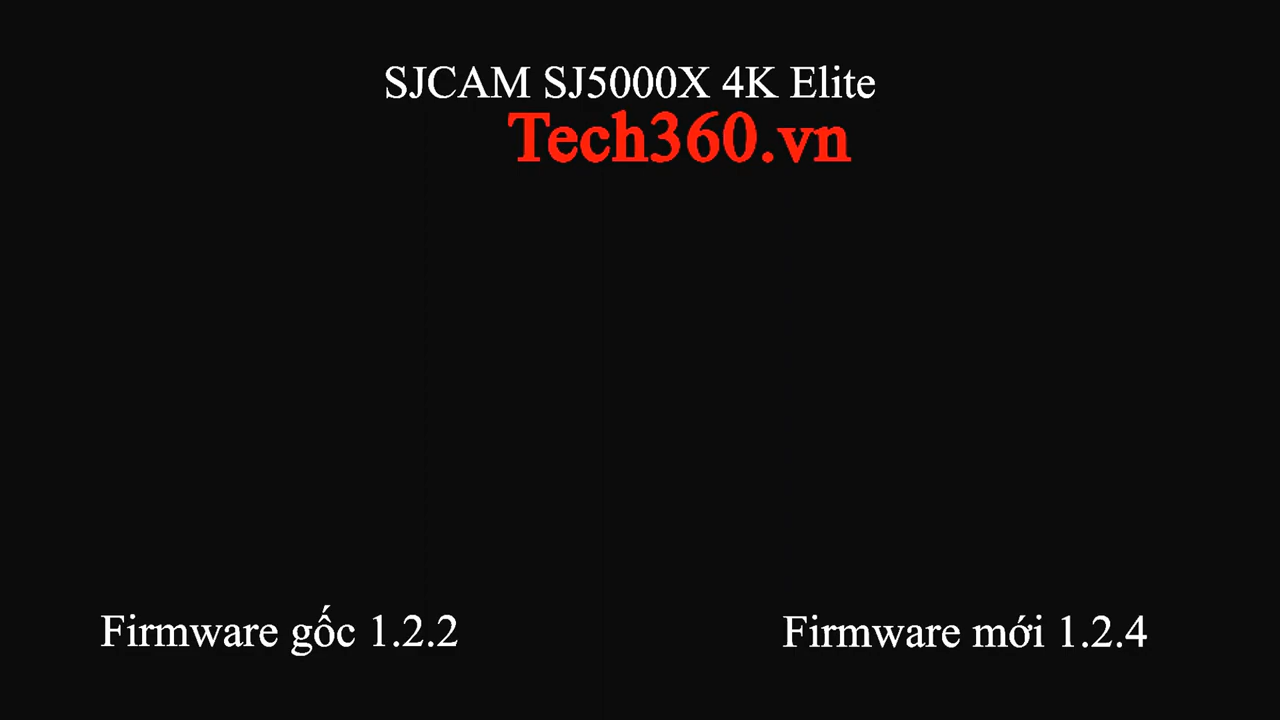 SJCAM SJ5000X 4K Elite
Tech360.vn
Firmware gốc 1.2.2
Firmware mới 1.2.4